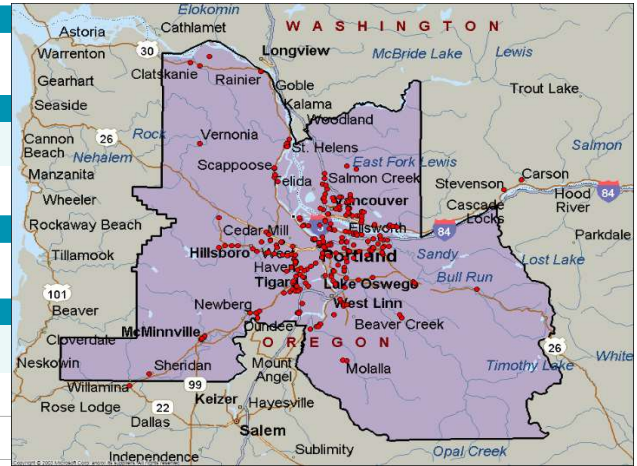 Elokomin
Cathlamet
WASHINGTON
Astoria
30
Longview
Warrenton
McBride Lake
Lewis
Clatskanie
Rainier
Goble
Gearhart
Trout Lake
Kalama
Seaside
Woodland
26
Rock
Vernonia
Cannon
Beach
St. Helens
Salmon
Nehalem
Scappoose
East Fork Lewis
Manzanita
Felida
Salmon Creek
Carson
Stevenson
84
Wheeler
Vancouver
Cascade
Locks
Hood
River
Rockaway Beach
Cedar Mill
Ellsworth
84
Parkdale
Tillamook
Hillsboro
West
Haven
Portland
Sandy
Lost Lake
Tigard
Lake Oswego
Bull Run
101
Newberg
West Linn
Beaver
Dundee
Beaver Creek
McMinnville
OREGON
Cloverdale
26
White
Neskowin
Sheridan
Mount
Angel
Molalla
Timothy Lake
Willamina
99
Rose Lodge
22
Keizer
Hayesville
Dallas
Salem
Sublimity
Opal Creek
Independence